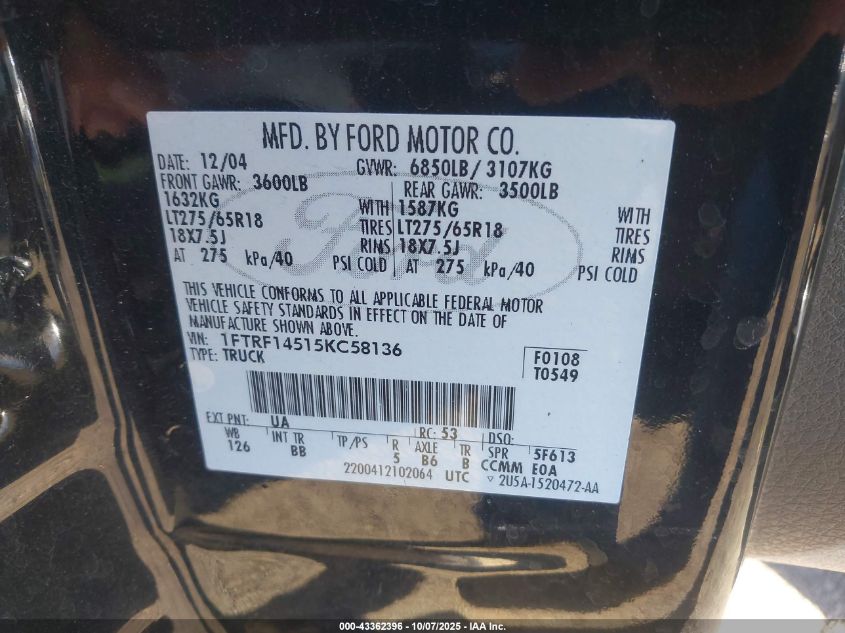 MFD. BY FORD MOTOR CO.
DATE: 12/04 GVWR: 6850LB/ 3107KG
FRONT GAWR: 3600LB REAR GAWR: 3500LB
1632KG WITH 1587KG WITH
LT275/65R18 TIRES LT275/65R18 TIRES
18X7.5J RIMS 18X7.5J RIMS
AT 275 kPa/40 PSI COLD AT 275 kPa/40 PSI COLD
THIS VEHICLE CONFORMS TO ALL APPLICABLE FEDERAL MOTOR
VEHICLE SAFETY STANDARDS IN EFFECT ON THE DATE OF
MANUFACTURE SHOWN ABOVE.
VIN: 1FTRF14515KC58136 F0108
TYPE: TRUCK T0549
EXT PNT: UA RC: 53 DSO:
WB INT TR TP/PS R AXLE TR SPR 5F613
126 BB 5 B6 B CCMM E0A
2200412102064 UTC ▿ 2U5A-1520472-AA
Ford
000-43362396 - 10/07/2025 - IAA Inc.